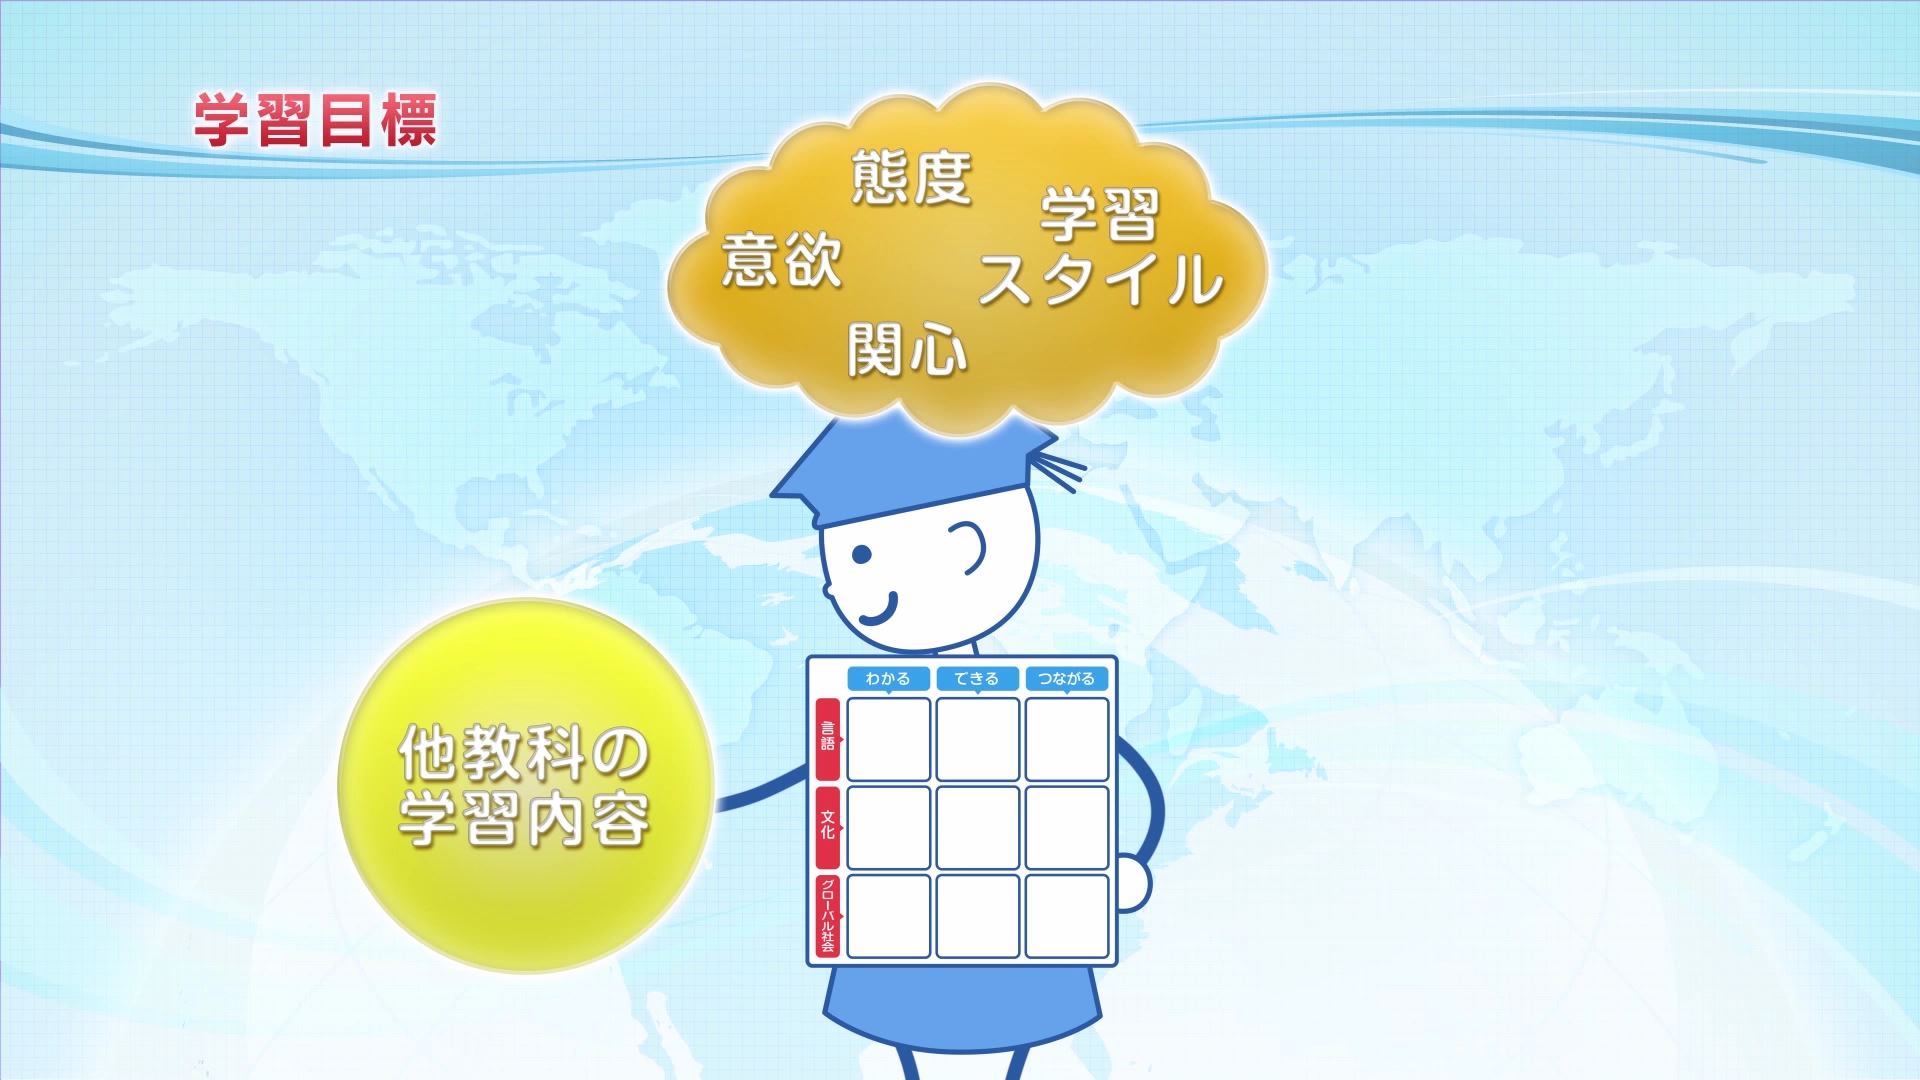 学習目標
態度
学習
スタイル
意欲
関心
他教科の
学習内容
わかる
できる
つながる
言語
文化
グローバル社会